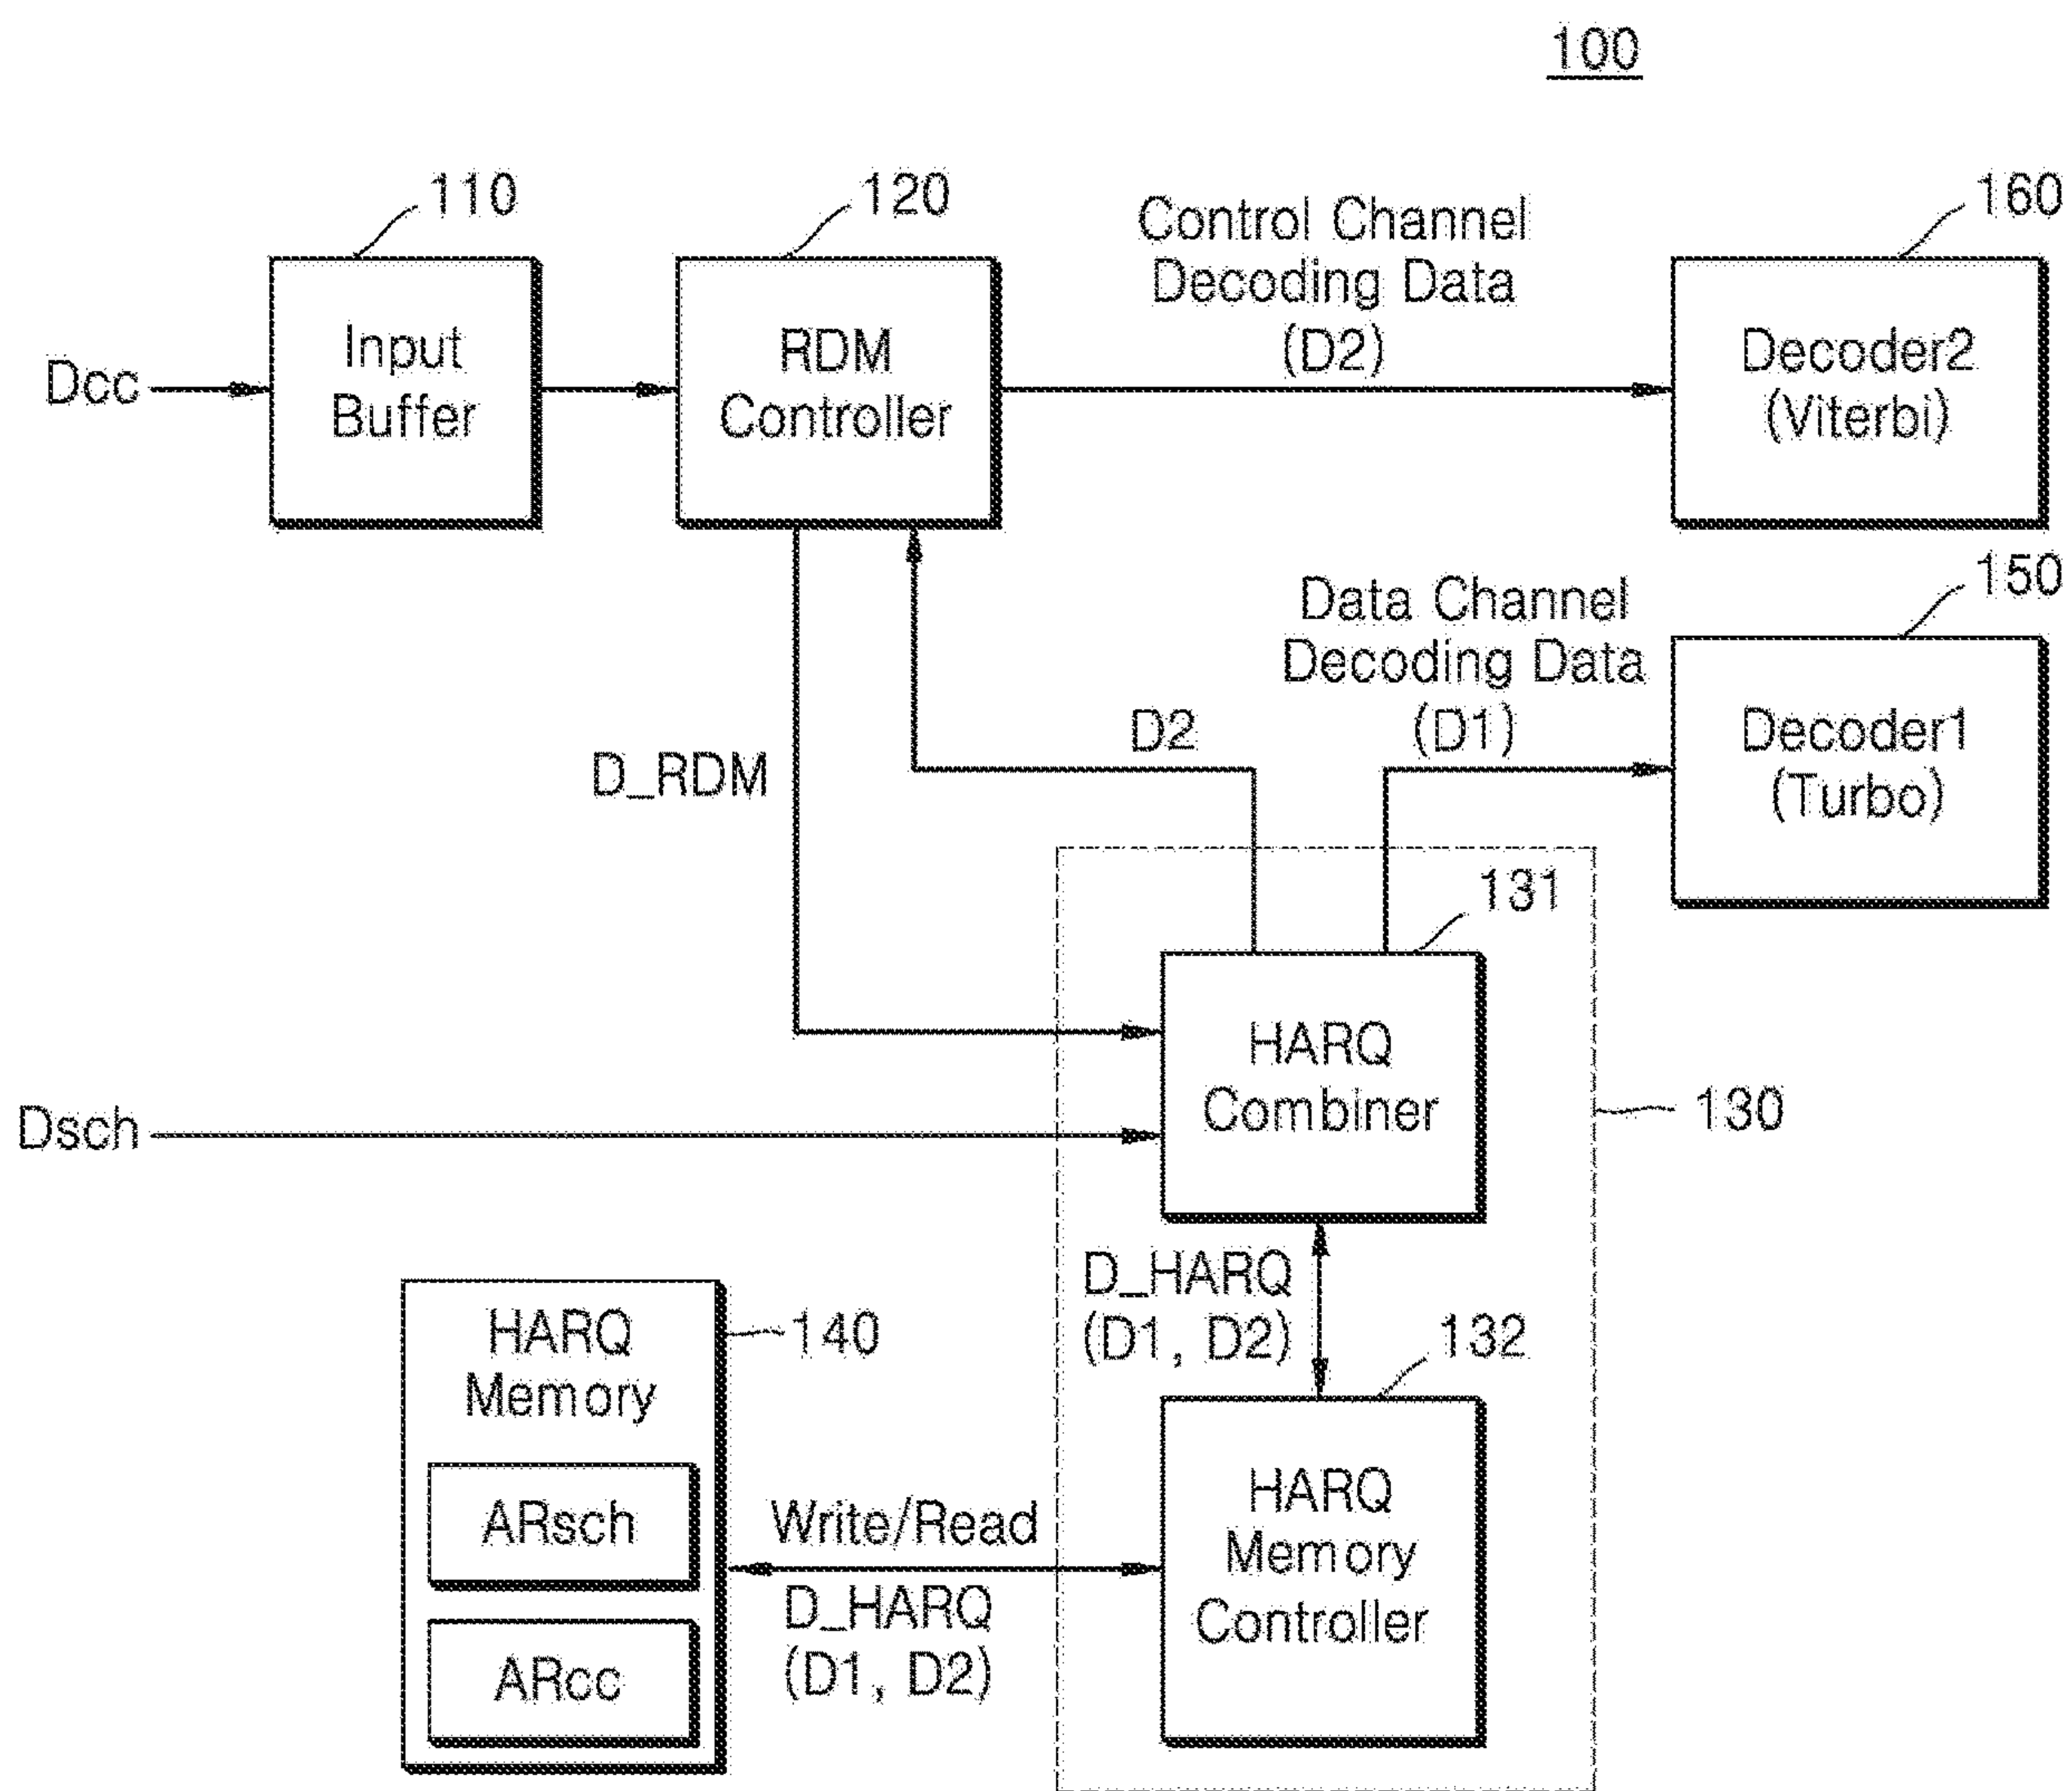 100
110
120
160
Control Channel
Decoding Data
(D2)
Dcc
Input
Buffer
RDM
Controller
Decoder2
(Viterbi)
150
Data Channel
Decoding Data
(D1)
D2
D_RDM
Decoder1
(Turbo)
131
HARQ
Combiner
130
Dsch
D_HARQ
(D1, D2)
132
HARQ
Memory
140
ARsch
ARcc
Write/Read
D_HARQ
(D1, D2)
HARQ
Memory
Controller